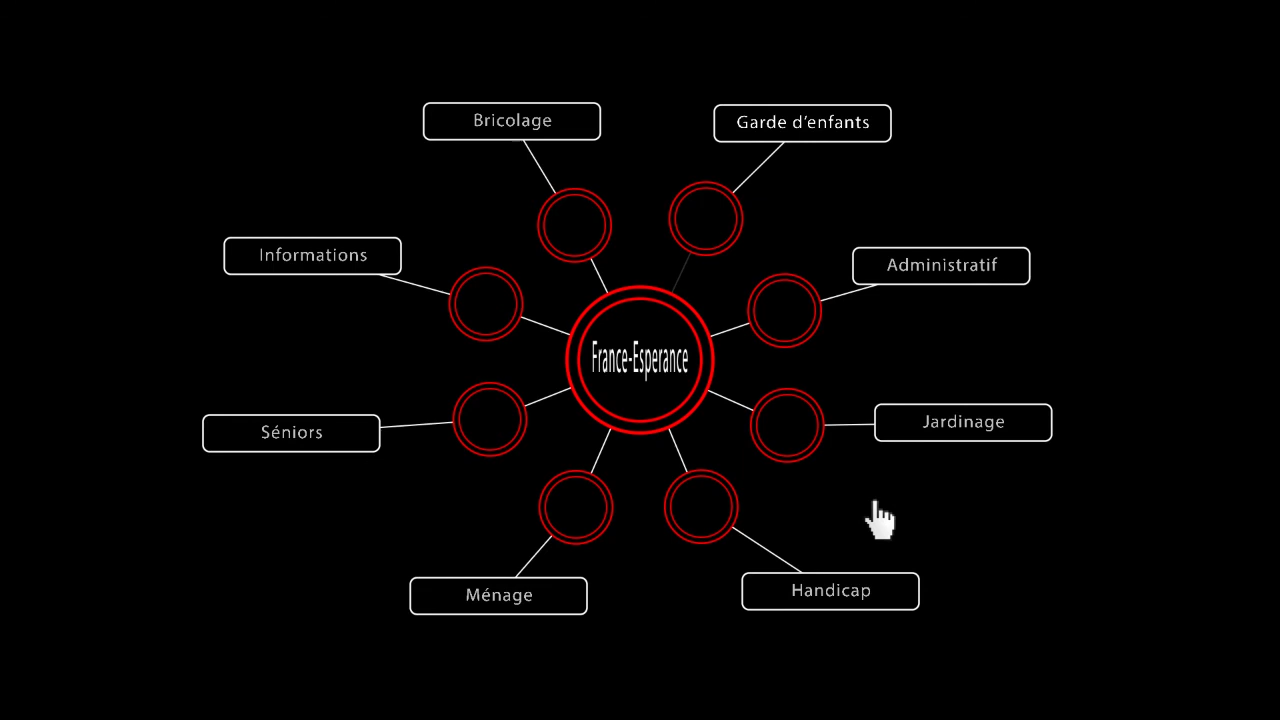 Bricolage
Garde d’enfants
Informations
Administratif
France-Esperance
Séniors
Jardinage
Ménage
Handicap